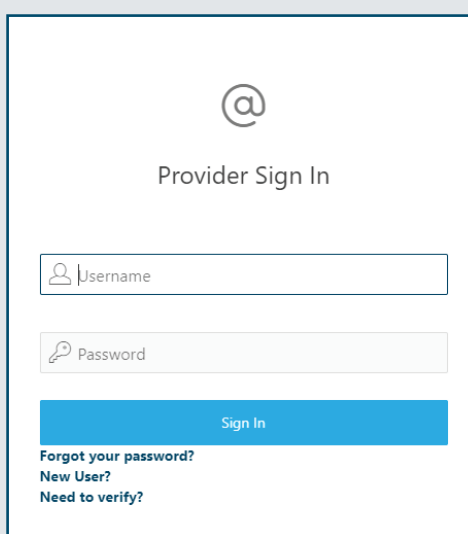 @
Provider Sign In
Username
Password
Sign In
Forgot your password?
New User?
Need to verify?